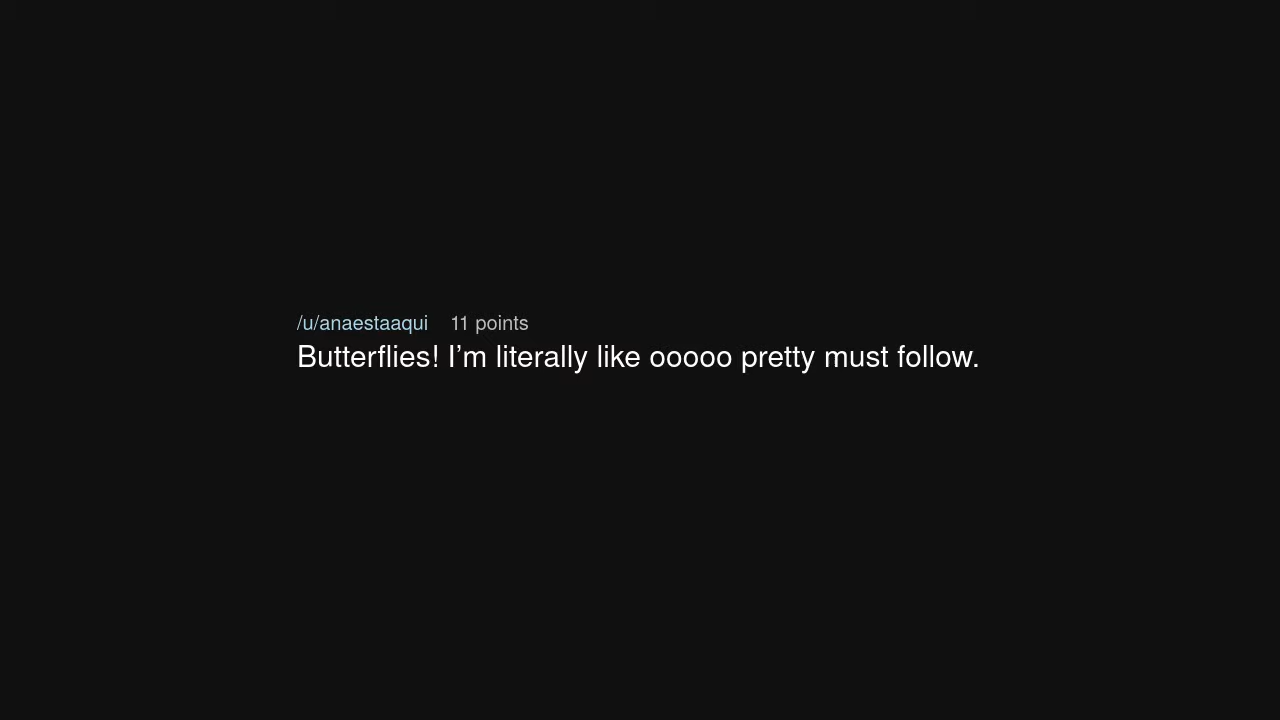 /u/anaestaaqui 11 points
Butterflies! I’m literally like ooooo pretty must follow.